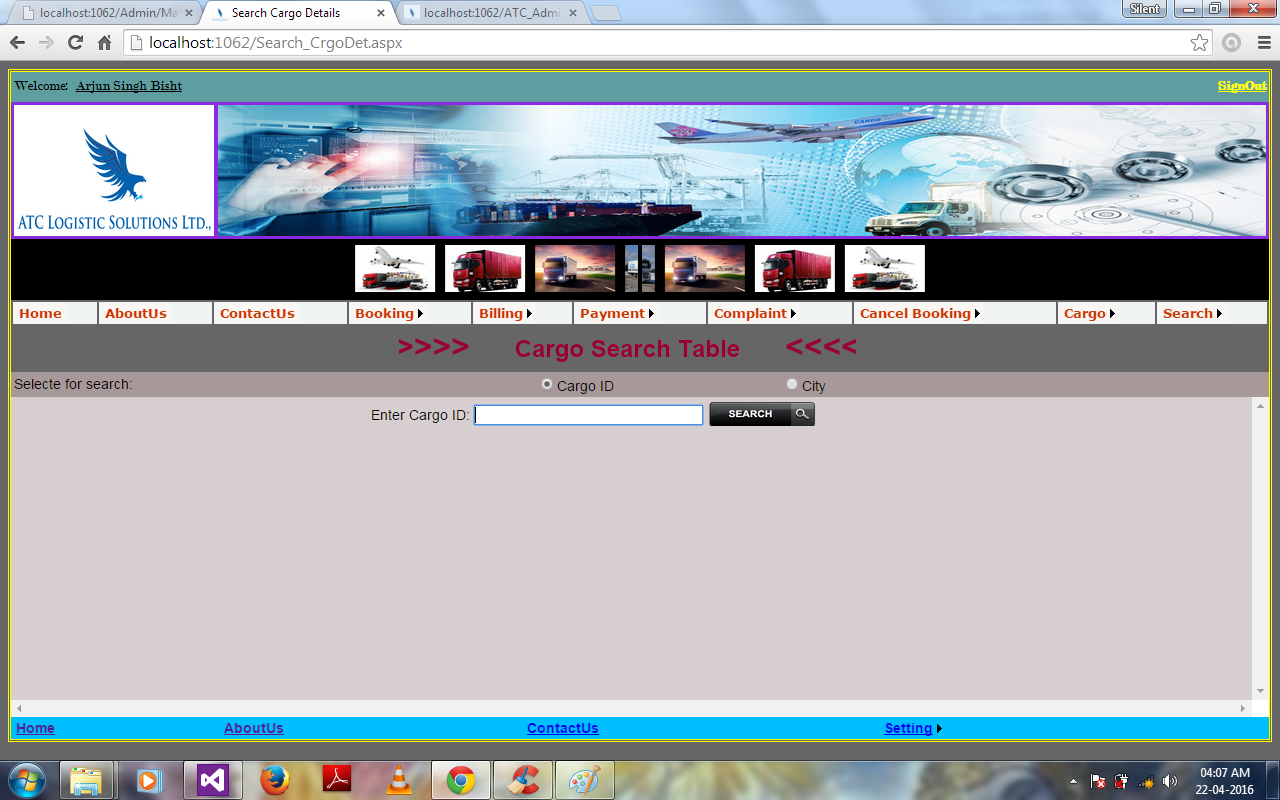 localhost:1062/Admin/Ma
Search Cargo Details
localhost:1062/ATC_Admi
Silent
localhost:1062/Search_CrgoDet.aspx
Welcome: Arjun Singh Bisht
SignOut
CARGO
ATC LOGISTIC SOLUTIONS LTD.,
Home AboutUs ContactUs Booking Billing Payment Complaint Cancel Booking Cargo Search
>>>> Cargo Search Table <<<<
Selecte for search: Cargo ID City
Enter Cargo ID: SEARCH
Home AboutUs ContactUs Setting
04:07 AM
22-04-2016